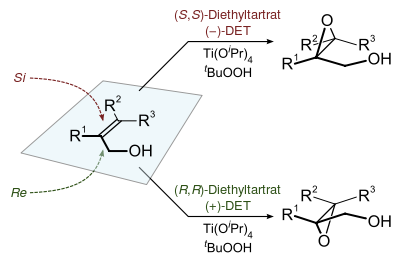 (S,S)-Diethyltartrat
(−)-DET
Ti(OⁱPr)₄
ᵗBuOOH
O
R² R³
R¹ OH
Si
R²
R¹ R³
OH
Re
(R,R)-Diethyltartrat
(+)-DET
Ti(OⁱPr)₄
ᵗBuOOH
R² R³
R¹ OH
O